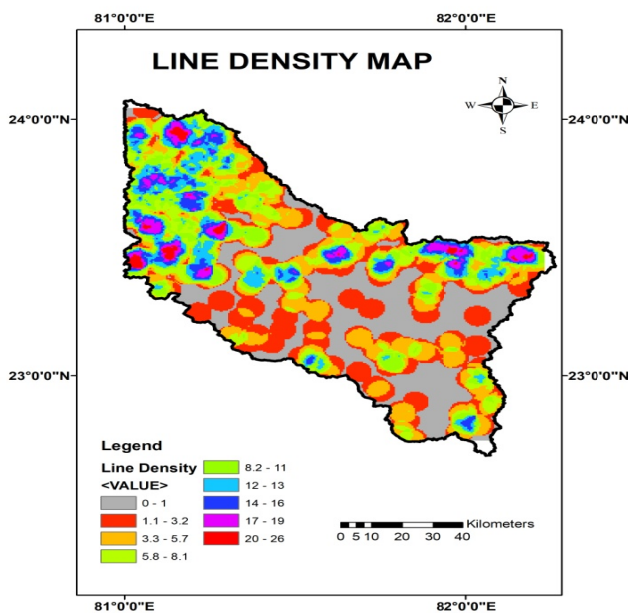 81°0'0"E 82°0'0"E
LINE DENSITY MAP
N
W E
S
24°0'0"N 24°0'0"N
23°0'0"N 23°0'0"N
Legend
Line Density
<VALUE>
0 - 1
1.1 - 3.2
3.3 - 5.7
5.8 - 8.1
8.2 - 11
12 - 13
14 - 16
17 - 19
20 - 26
Kilometers
0 5 10 20 30 40
81°0'0"E 82°0'0"E